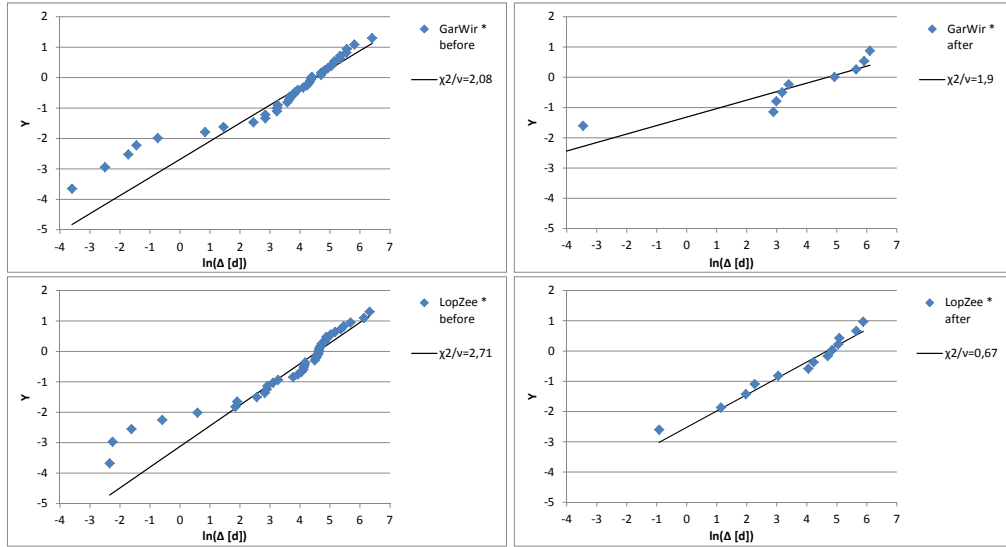 2
1
0
-1
-2
-3
-4
-5
Y
-4 -3 -2 -1 0 1 2 3 4 5 6 7
ln(Δ [d])
GarWir *
before
χ2/ν=2,08
2
1
0
-1
-2
-3
-4
-5
Y
-4 -3 -2 -1 0 1 2 3 4 5 6 7
ln(Δ [d])
GarWir *
after
χ2/ν=1,9
2
1
0
-1
-2
-3
-4
-5
Y
-4 -3 -2 -1 0 1 2 3 4 5 6 7
ln(Δ [d])
LopZee *
before
χ2/ν=2,71
2
1
0
-1
-2
-3
-4
-5
Y
-4 -3 -2 -1 0 1 2 3 4 5 6 7
ln(Δ [d])
LopZee *
after
χ2/ν=0,67